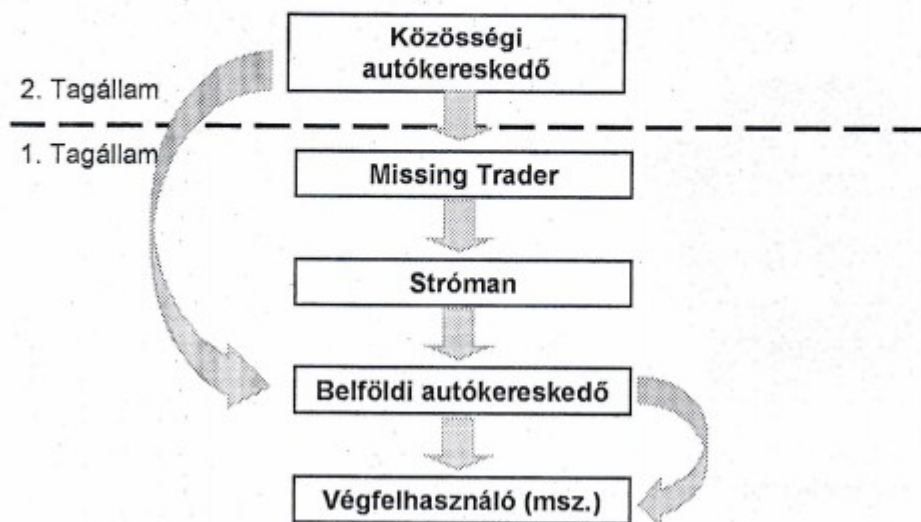 Közösségi
autókereskedő
2. Tagállam
1. Tagállam
Missing Trader
Stróman
Belföldi autókereskedő
Végfelhasználó (msz.)